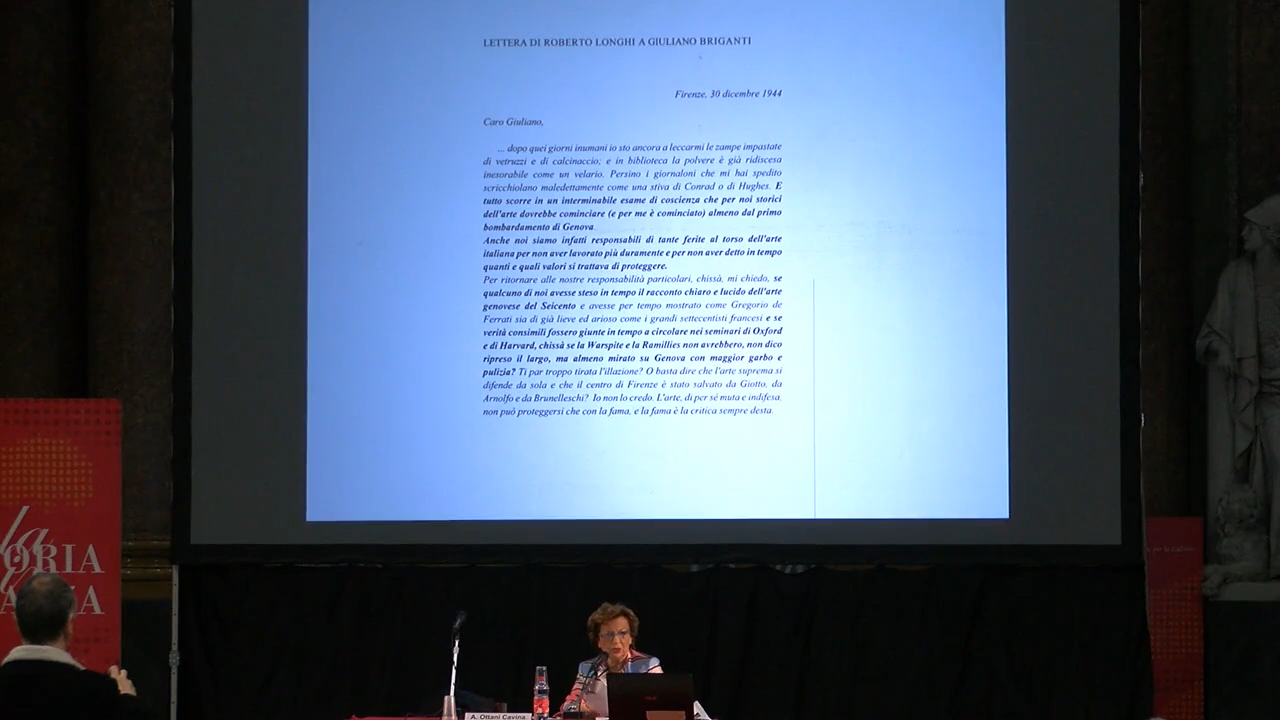 LETTERA DI ROBERTO LONGHI A GIULIANO BRIGANTI
Firenze, 30 dicembre 1944
Caro Giuliano,
... dopo quei giorni inumani io sto ancora a leccarmi le zampe impastate
di vetruzzi e di calcinaccio; e in biblioteca la polvere è già ridiscesa
inesorabile come un velario. Persino i giornaloni che mi hai spedito
scricchiolano maledettamente come una stiva di Conrad o di Hughes. E
tutto scorre in un interminabile esame di coscienza che per noi storici
dell'arte dovrebbe cominciare (e per me è cominciato) almeno dal primo
bombardamento di Genova.
Anche noi siamo infatti responsabili di tante ferite al torso dell'arte
italiana per non aver lavorato più duramente e per non aver detto in tempo
quanti e quali valori si trattava di proteggere.
Per ritornare alle nostre responsabilità particolari, chissà, mi chiedo, se
qualcuno di noi avesse steso in tempo il racconto chiaro e lucido dell'arte
genovese del Seicento e avesse per tempo mostrato come Gregorio de
Ferrati sia di già lieve ed arioso come i grandi settecentisti francesi e se
verità consimili fossero giunte in tempo a circolare nei seminari di Oxford
e di Harvard, chissà se la Warspite e la Ramillies non avrebbero, non dico
ripreso il largo, ma almeno mirato su Genova con maggior garbo e
pulizia? Ti par troppo tirata l'illazione? O basta dire che l'arte suprema si
difende da sola e che il centro di Firenze è stato salvato da Giotto, da
Arnolfo e da Brunelleschi? Io non lo credo. L'arte, di per sé muta e indifesa,
non può proteggersi che con la fama, e la fama è la critica sempre desta.
la
ORIA
A. Ottani Cavina